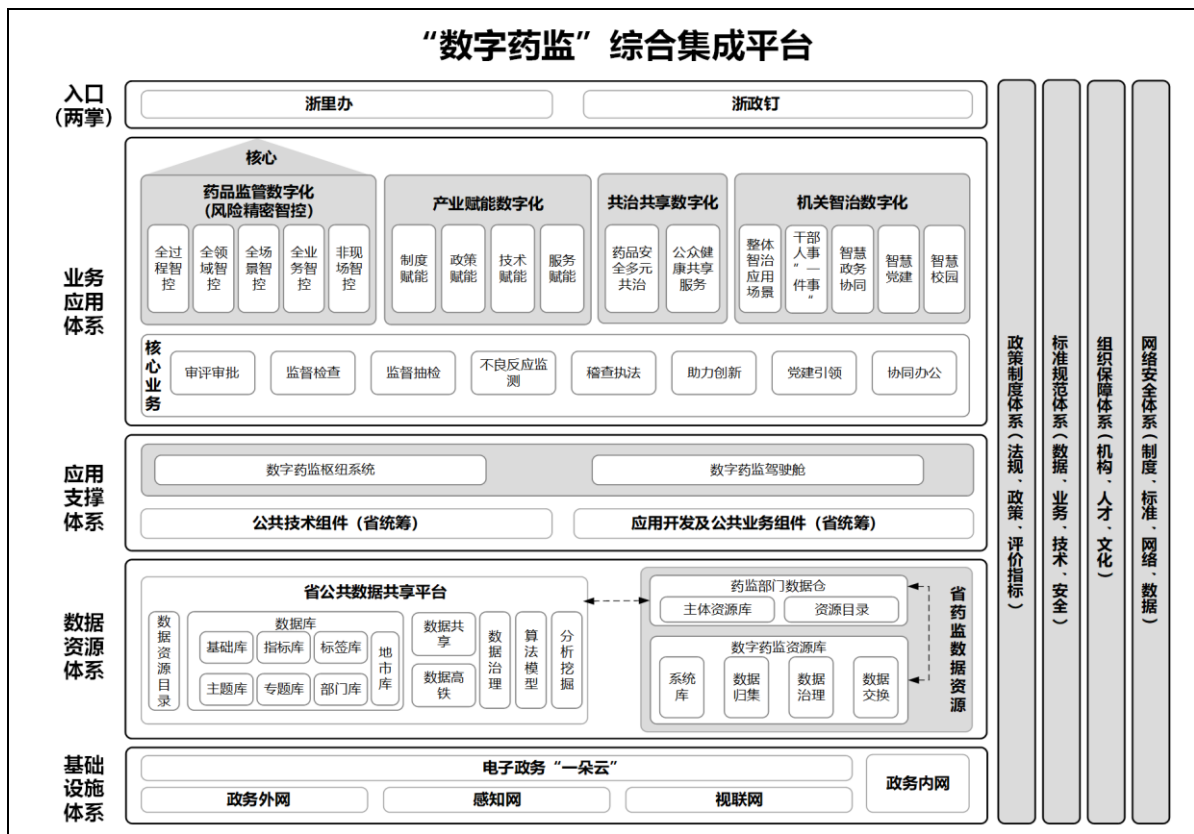 “数字药监”综合集成平台
入口
（两掌）
浙里办
浙政钉
业务
应用
体系
核心
药品监管数字化
(风险精密智控)
全过
程智
控
全领
域智
控
全场
景智
控
全业
务智
控
非现
场智
控
产业赋能数字化
制度
赋能
政策
赋能
技术
赋能
服务
赋能
共治共享数字化
药品安
全多元
共治
公众健
康共享
服务
机关智治数字化
整体
智治
应用
场景
干部
人事
”一
件事“
智慧
政务
协同
智慧
党建
智慧
校园
核心业务
审评审批
监督检查
监督抽检
不良反应监
测
稽查执法
助力创新
党建引领
协同办公
应用
支撑
体系
数字药监枢纽系统
数字药监驾驶舱
公共技术组件（省统筹）
应用开发及公共业务组件（省统筹）
数据
资源
体系
省公共数据共享平台
数据资源目录
数据库
基础库
指标库
标签库
主题库
专题库
部门库
地市库
数据共
享
数据高
铁
数据治理
算法模型
分析挖掘
药监部门数据仓
主体资源库
资源目录
数字药监资源库
系统
库
数据
归集
数据
治理
数据
交换
省药监数据资源
基础
设施
体系
电子政务“一朵云”
政务外网
感知网
视联网
政务内网
政策制度体系（法规、政策、评价指标）
标准规范体系（数据、业务、技术、安全）
组织保障体系（机构、人才、文化）
网络安全体系（制度、标准、网络、数据）